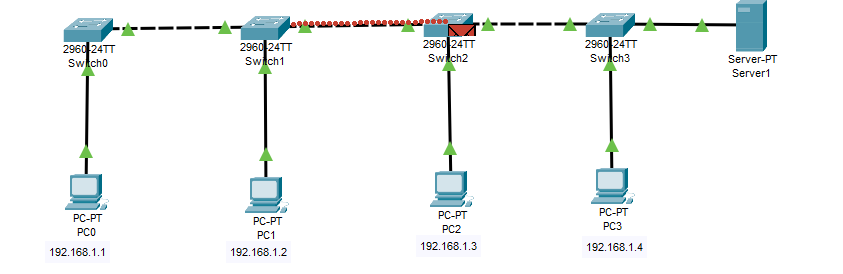 2960-24TT
Switch0
2960-24TT
Switch1
2960-24TT
Switch2
2960-24TT
Switch3
Server-PT
Server1
PC-PT
PC0
192.168.1.1
PC-PT
PC1
192.168.1.2
PC-PT
PC2
192.168.1.3
PC-PT
PC3
192.168.1.4